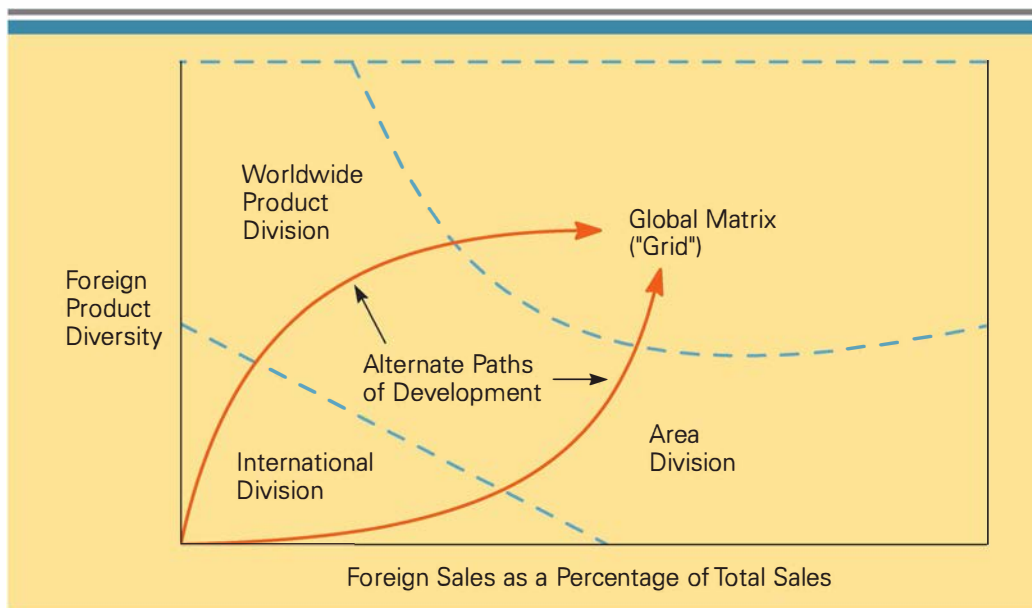 Worldwide
Product
Division
Global Matrix
("Grid")
Foreign
Product
Diversity
Alternate Paths
of Development
International
Division
Area
Division
Foreign Sales as a Percentage of Total Sales